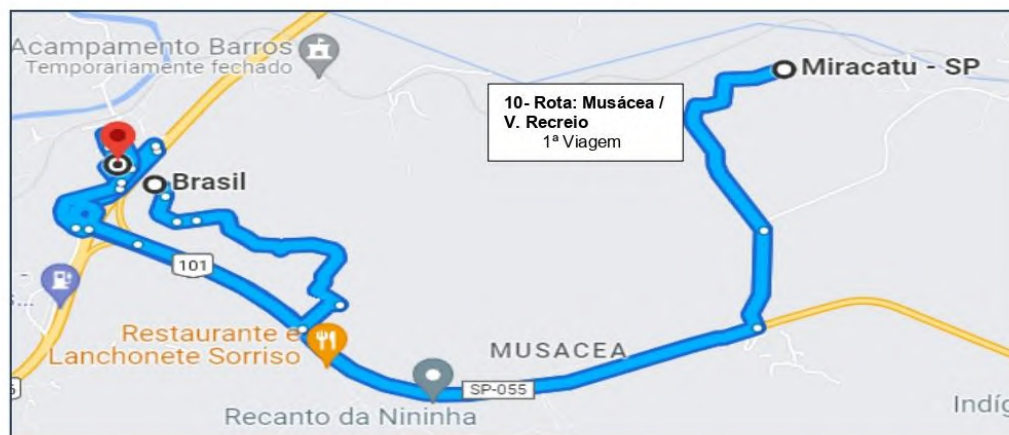 Acampamento Barros
Temporariamente fechado
Miracatu - SP
10- Rota: Musácea /
V. Recreio
1ª Viagem
Brasil
101
Restaurante e
Lanchonete Sorriso
MUSACEA
SP-055
Recanto da Nininha
Indíg